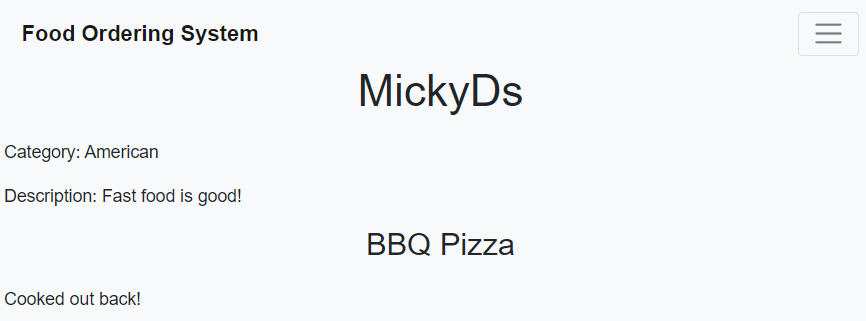 Food Ordering System
MickyDs
Category: American
Description: Fast food is good!
BBQ Pizza
Cooked out back!